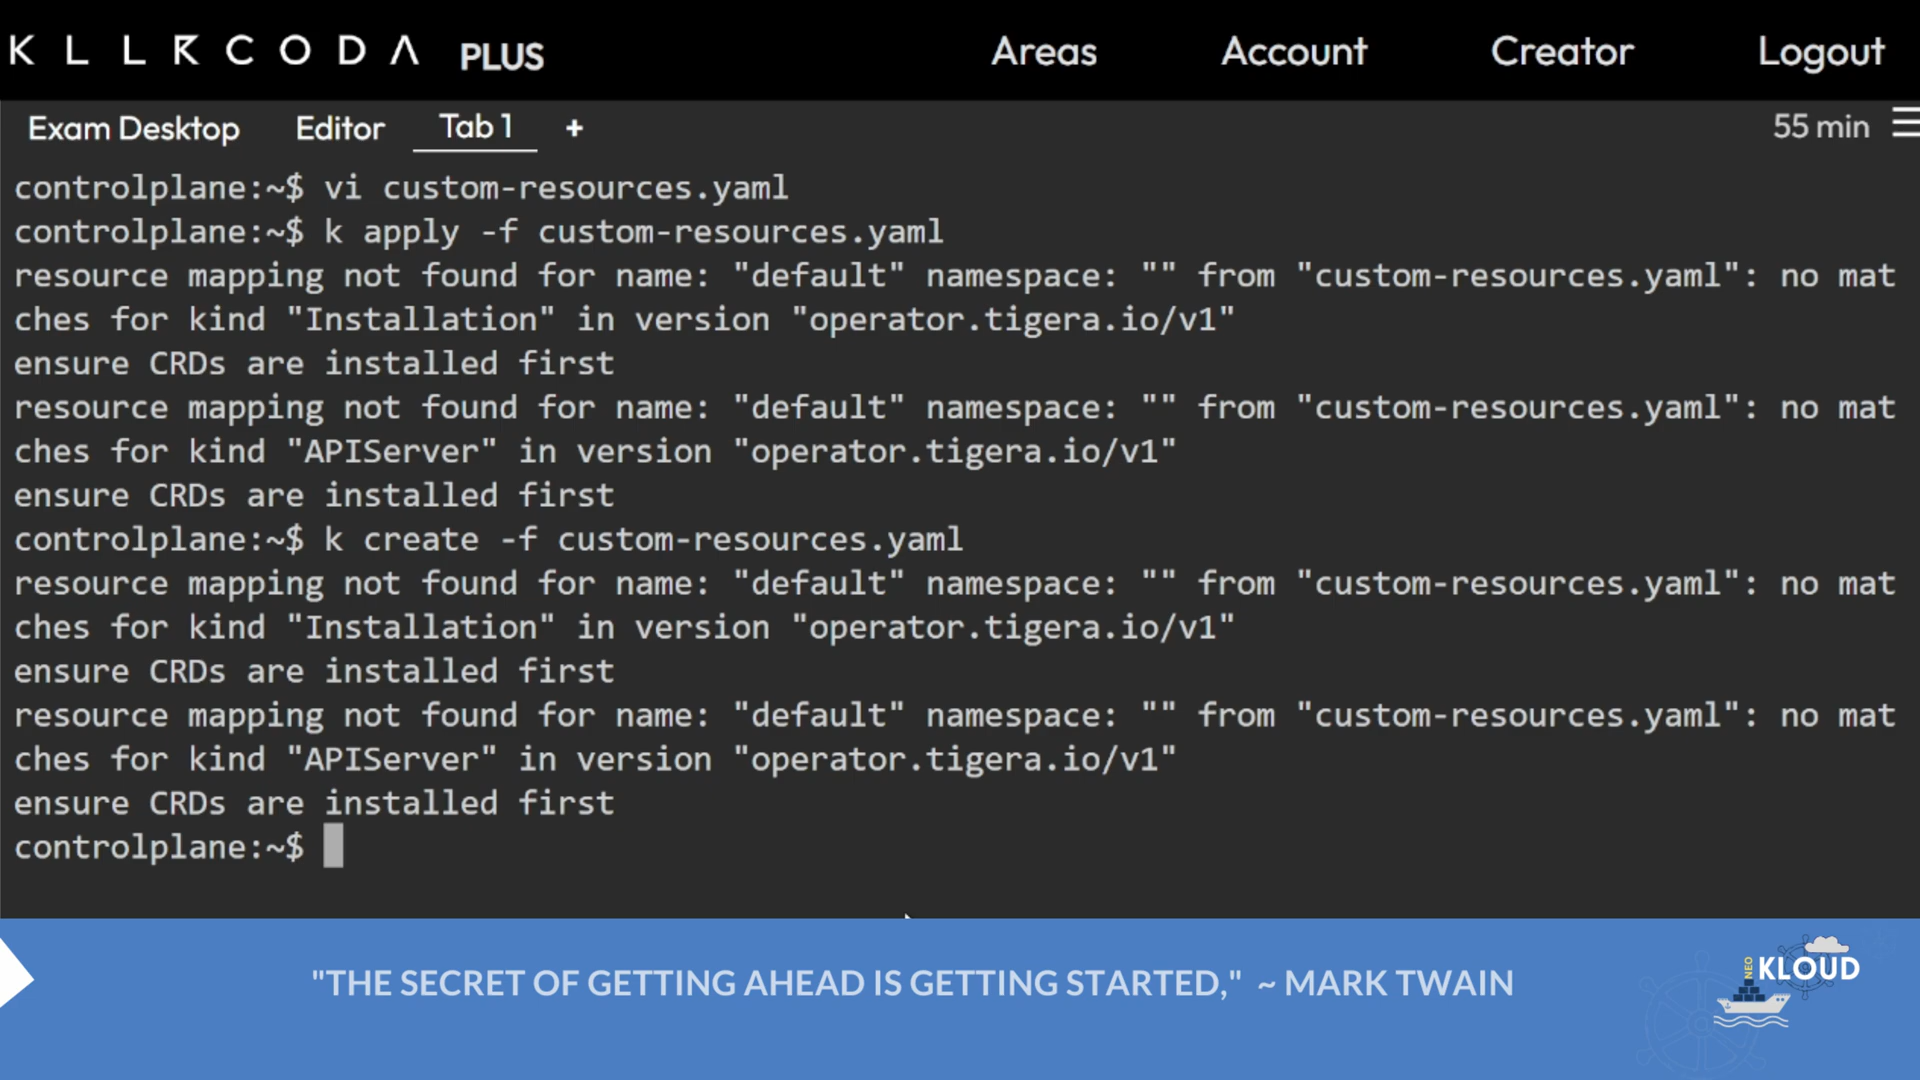 KILLRCODA PLUS Areas Account Creator Logout
Exam Desktop Editor Tab 1 + 55 min
controlplane:~$ vi custom-resources.yaml
controlplane:~$ k apply -f custom-resources.yaml
resource mapping not found for name: "default" namespace: "" from "custom-resources.yaml": no mat
ches for kind "Installation" in version "operator.tigera.io/v1"
ensure CRDs are installed first
resource mapping not found for name: "default" namespace: "" from "custom-resources.yaml": no mat
ches for kind "APIServer" in version "operator.tigera.io/v1"
ensure CRDs are installed first
controlplane:~$ k create -f custom-resources.yaml
resource mapping not found for name: "default" namespace: "" from "custom-resources.yaml": no mat
ches for kind "Installation" in version "operator.tigera.io/v1"
ensure CRDs are installed first
resource mapping not found for name: "default" namespace: "" from "custom-resources.yaml": no mat
ches for kind "APIServer" in version "operator.tigera.io/v1"
ensure CRDs are installed first
controlplane:~$
"THE SECRET OF GETTING AHEAD IS GETTING STARTED," ~ MARK TWAIN
NEO KLOUD